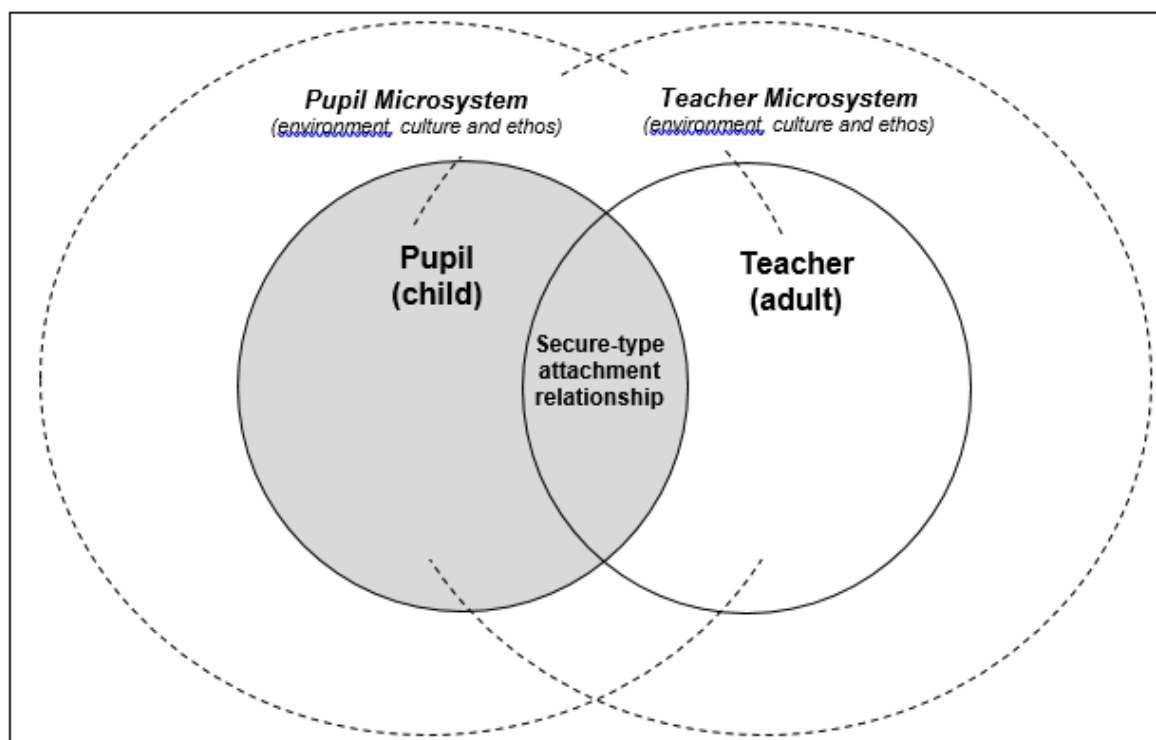 Pupil Microsystem
(environment, culture and ethos)
Teacher Microsystem
(environment, culture and ethos)
Pupil
(child)
Teacher
(adult)
Secure-type
attachment
relationship